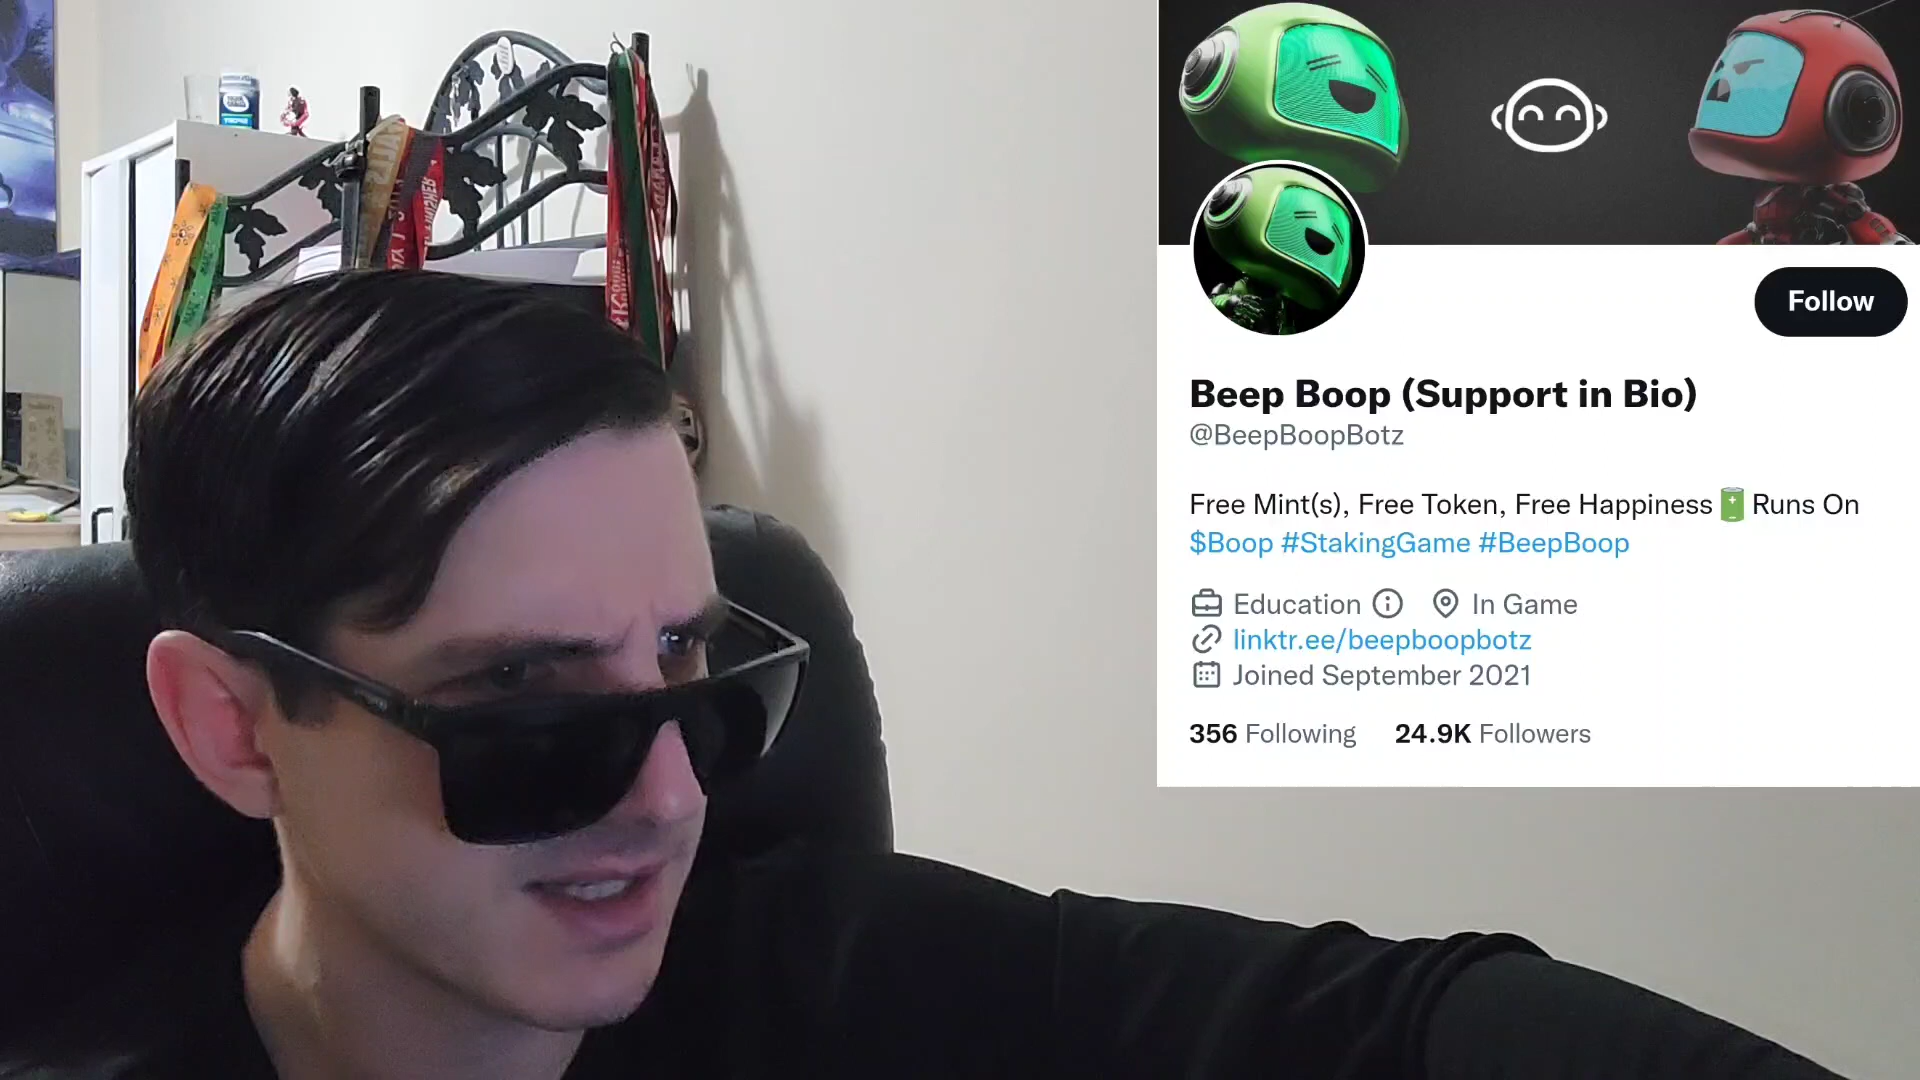 Follow
Beep Boop (Support in Bio)
@BeepBoopBotz
Free Mint(s), Free Token, Free Happiness🔋Runs On
$Boop #StakingGame #BeepBoop
Education In Game
linktr.ee/beepboopbotz
Joined September 2021
356 Following 24.9K Followers